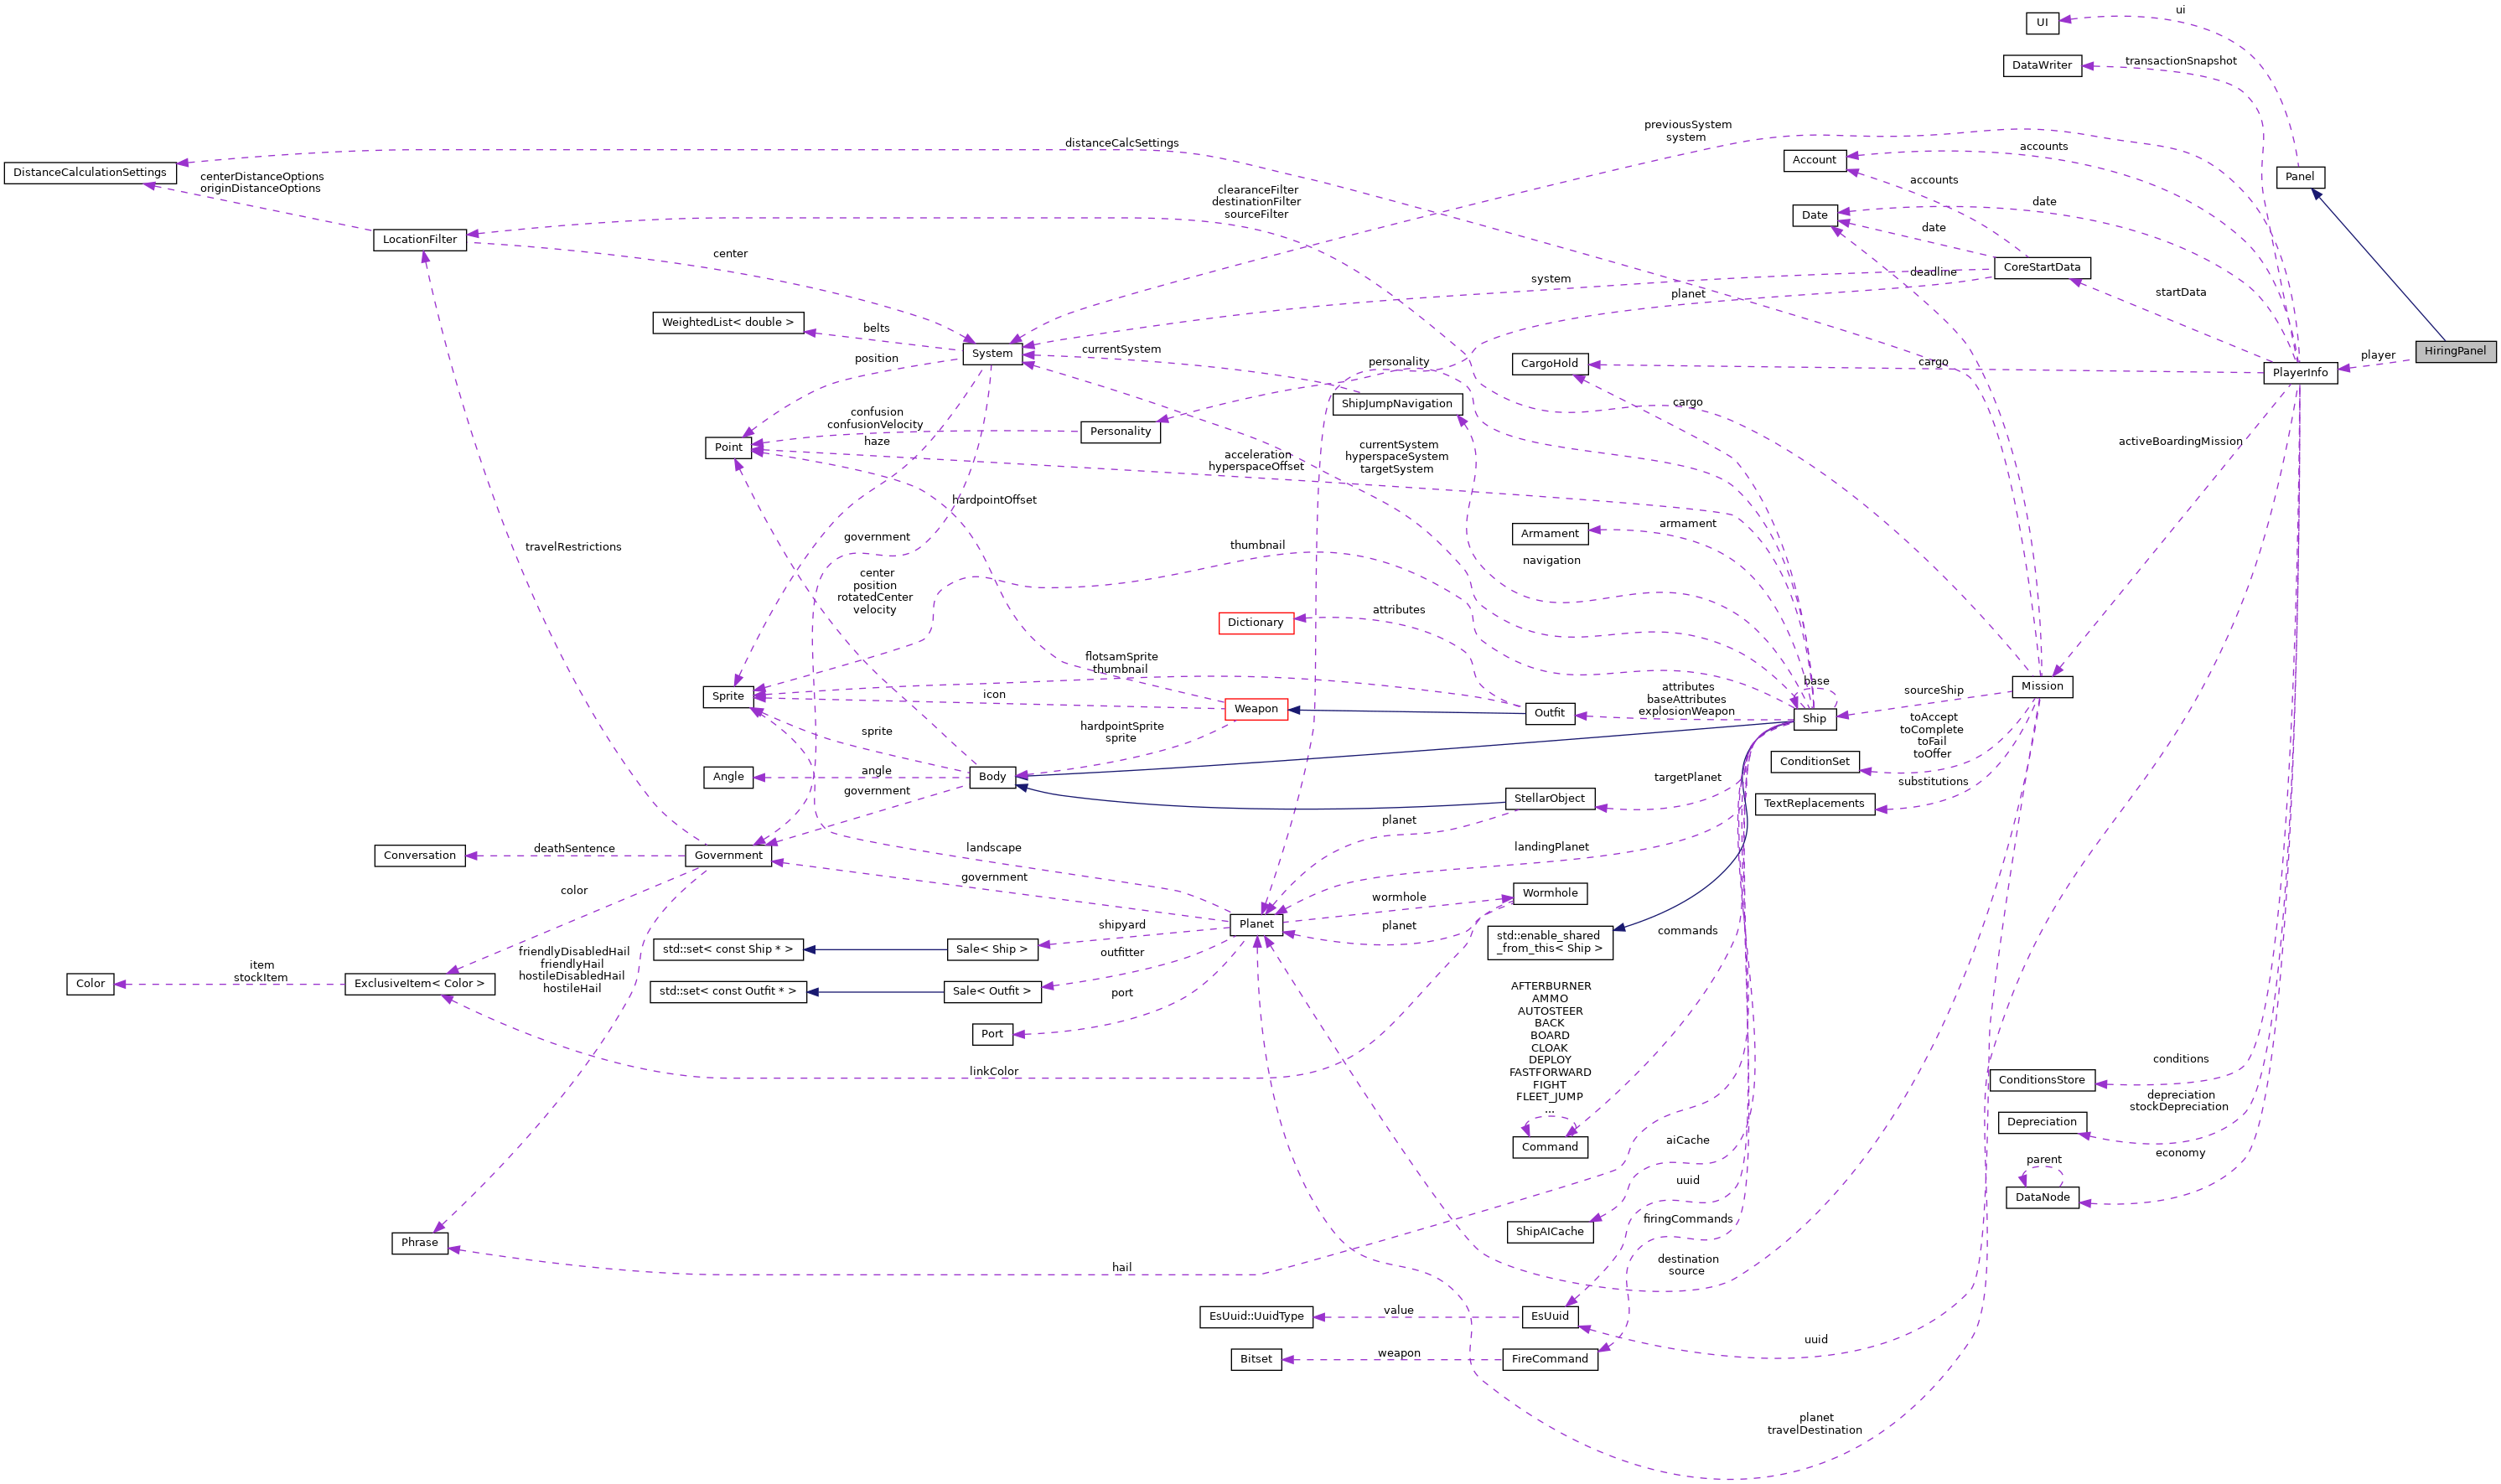 ui
UI
transactionSnapshot
DataWriter
previousSystem
system
distanceCalcSettings
accounts
Account
DistanceCalculationSettings
centerDistanceOptions
originDistanceOptions
clearanceFilter
destinationFilter
sourceFilter
accounts
Panel
date
Date
date
LocationFilter
center
deadline
CoreStartData
system
planet
startData
WeightedList< double >
belts
System
currentSystem
position
personality
CargoHold
cargo
player
HiringPanel
PlayerInfo
ShipJumpNavigation
cargo
confusion
confusionVelocity
haze
Personality
Point
currentSystem
hyperspaceSystem
targetSystem
acceleration
hyperspaceOffset
activeBoardingMission
hardpointOffset
armament
Armament
government
travelRestrictions
thumbnail
navigation
center
position
rotatedCenter
velocity
attributes
Dictionary
flotsamSprite
thumbnail
base
Mission
sourceShip
Sprite
icon
Weapon
Outfit
attributes
baseAttributes
explosionWeapon
Ship
hardpointSprite
sprite
sprite
toAccept
toComplete
toFail
toOffer
ConditionSet
Angle
angle
Body
targetPlanet
substitutions
government
StellarObject
TextReplacements
planet
Conversation
deathSentence
Government
landscape
landingPlanet
government
color
wormhole
Wormhole
shipyard
Planet
planet
std::set< const Ship * >
Sale< Ship >
std::enable_shared
_from_this< Ship >
commands
friendlyDisabledHail
friendlyHail
hostileDisabledHail
hostileHail
outfitter
item
stockItem
Color
ExclusiveItem< Color >
std::set< const Outfit * >
Sale< Outfit >
port
Port
AFTERBURNER
AMMO
AUTOSTEER
BACK
BOARD
CLOAK
DEPLOY
FASTFORWARD
FIGHT
FLEET_JUMP
...
linkColor
conditions
ConditionsStore
depreciation
stockDepreciation
Depreciation
Command
aiCache
economy
parent
DataNode
uuid
firingCommands
ShipAICache
Phrase
hail
destination
source
EsUuid::UuidType
value
EsUuid
uuid
Bitset
weapon
FireCommand
planet
travelDestination